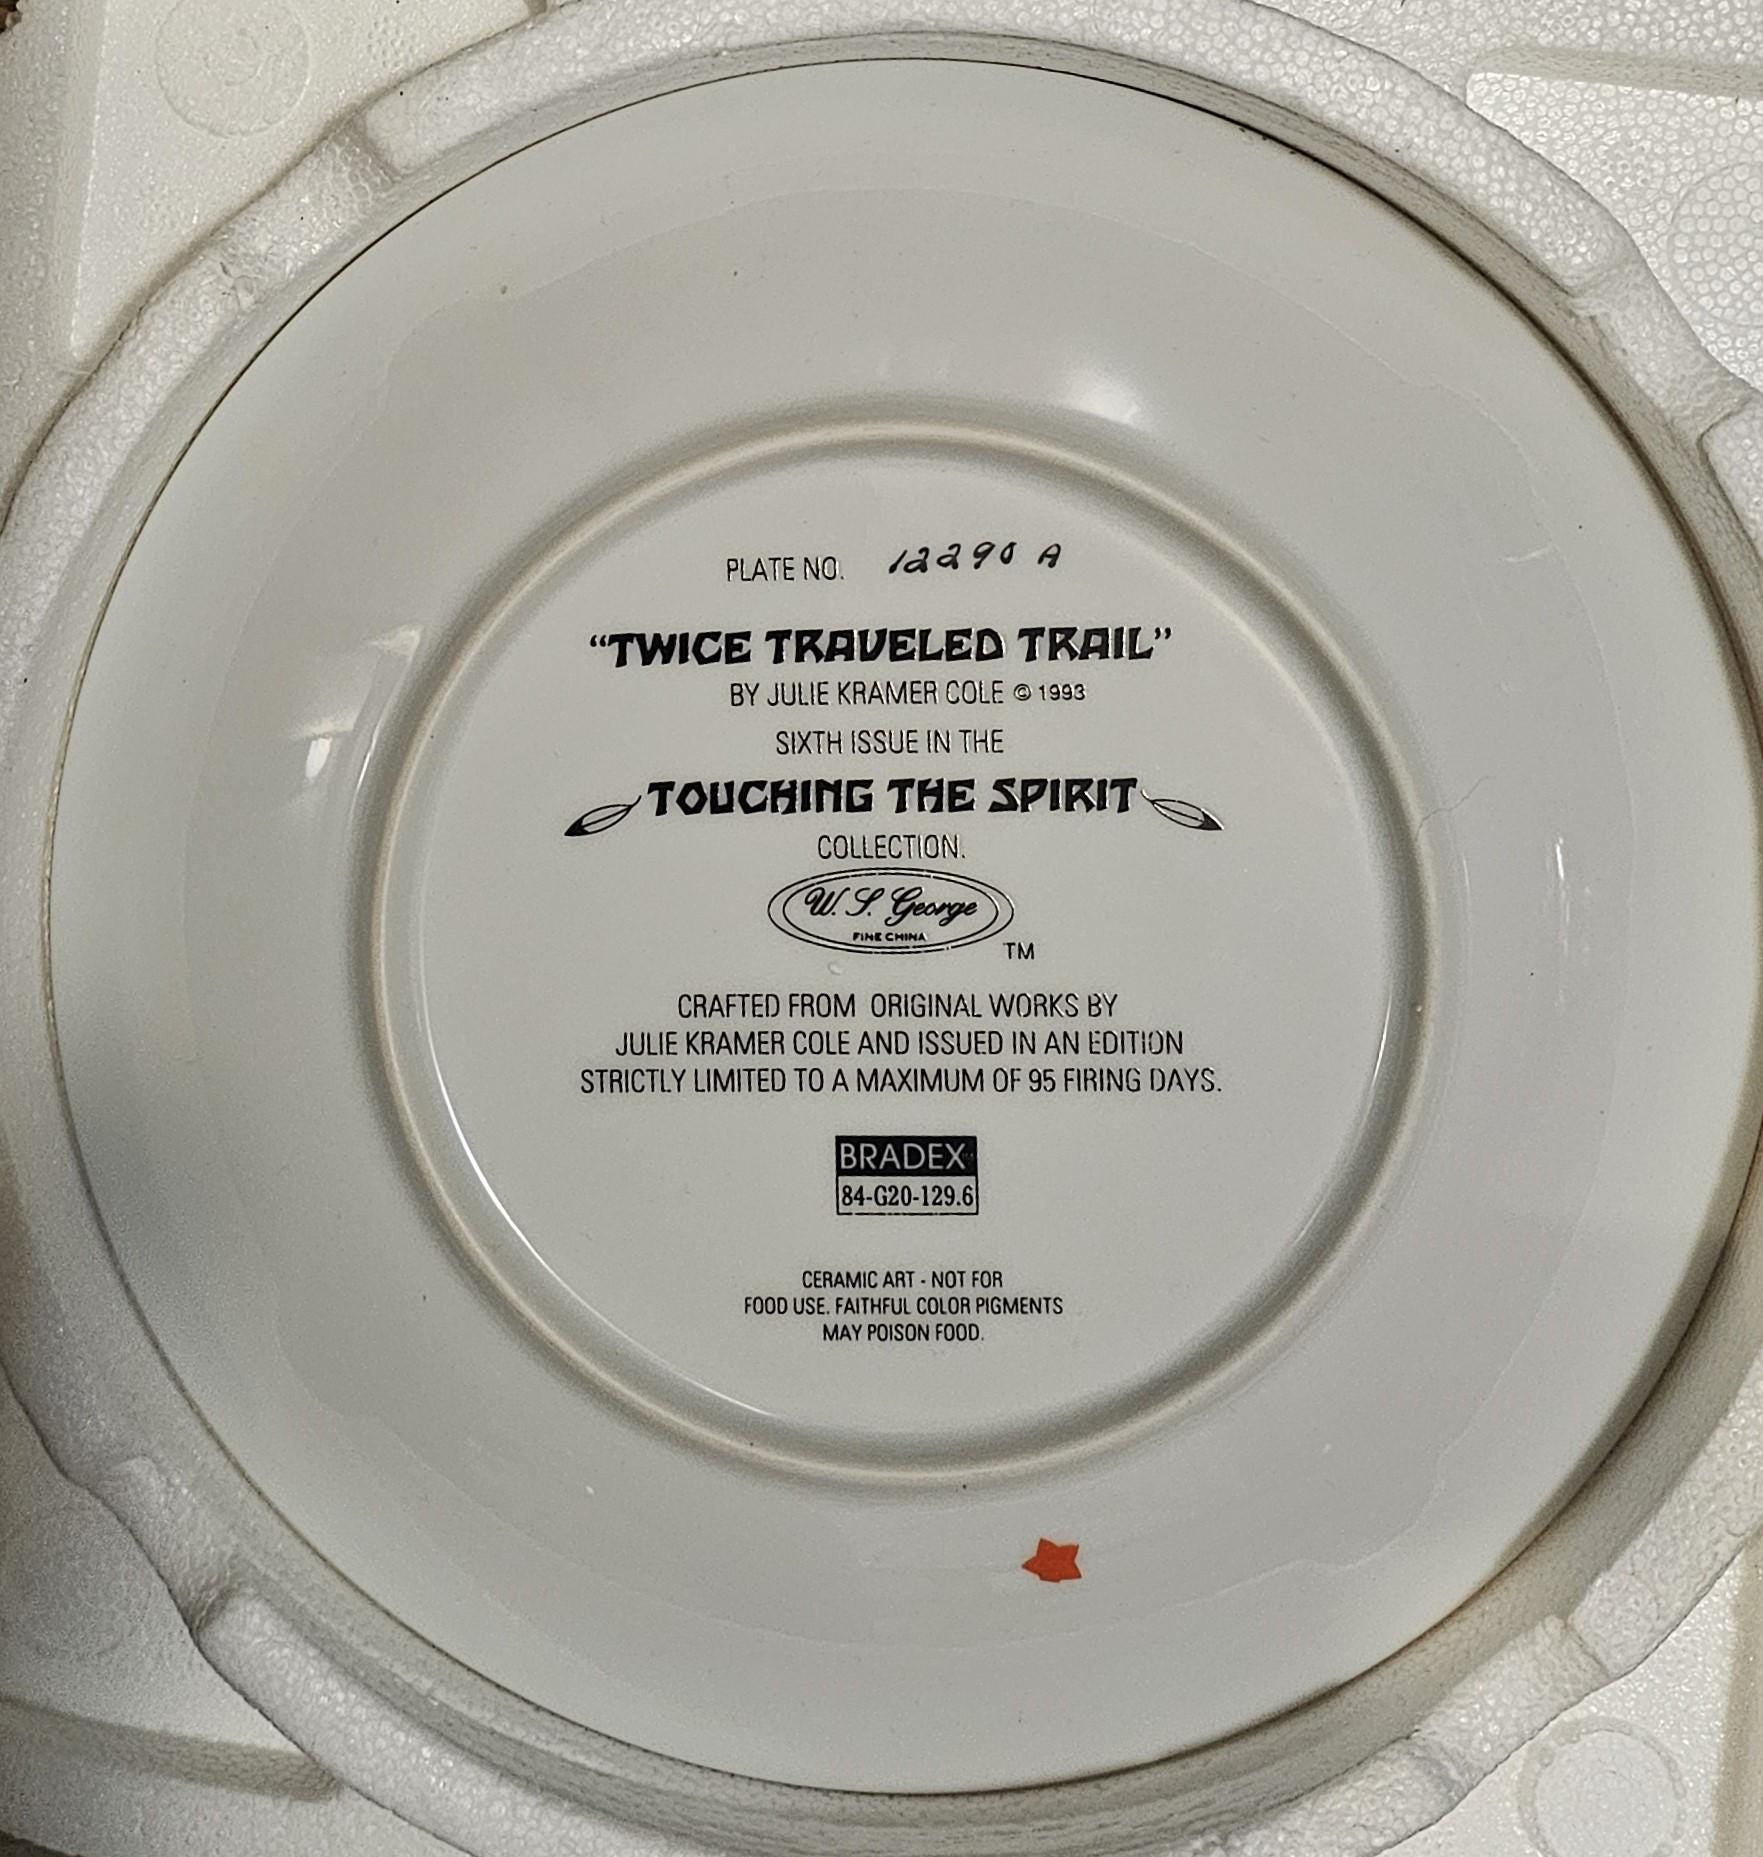 PLATE NO. 12290 A
“TWICE TRAVELED TRAIL”
BY JULIE KRAMER COLE © 1993
SIXTH ISSUE IN THE
TOUCHING THE SPIRIT
COLLECTION.
W. S. George
FINE CHINA
TM
CRAFTED FROM ORIGINAL WORKS BY
JULIE KRAMER COLE AND ISSUED IN AN EDITION
STRICTLY LIMITED TO A MAXIMUM OF 95 FIRING DAYS.
BRADEX
84-G20-129.6
CERAMIC ART - NOT FOR
FOOD USE. FAITHFUL COLOR PIGMENTS
MAY POISON FOOD.